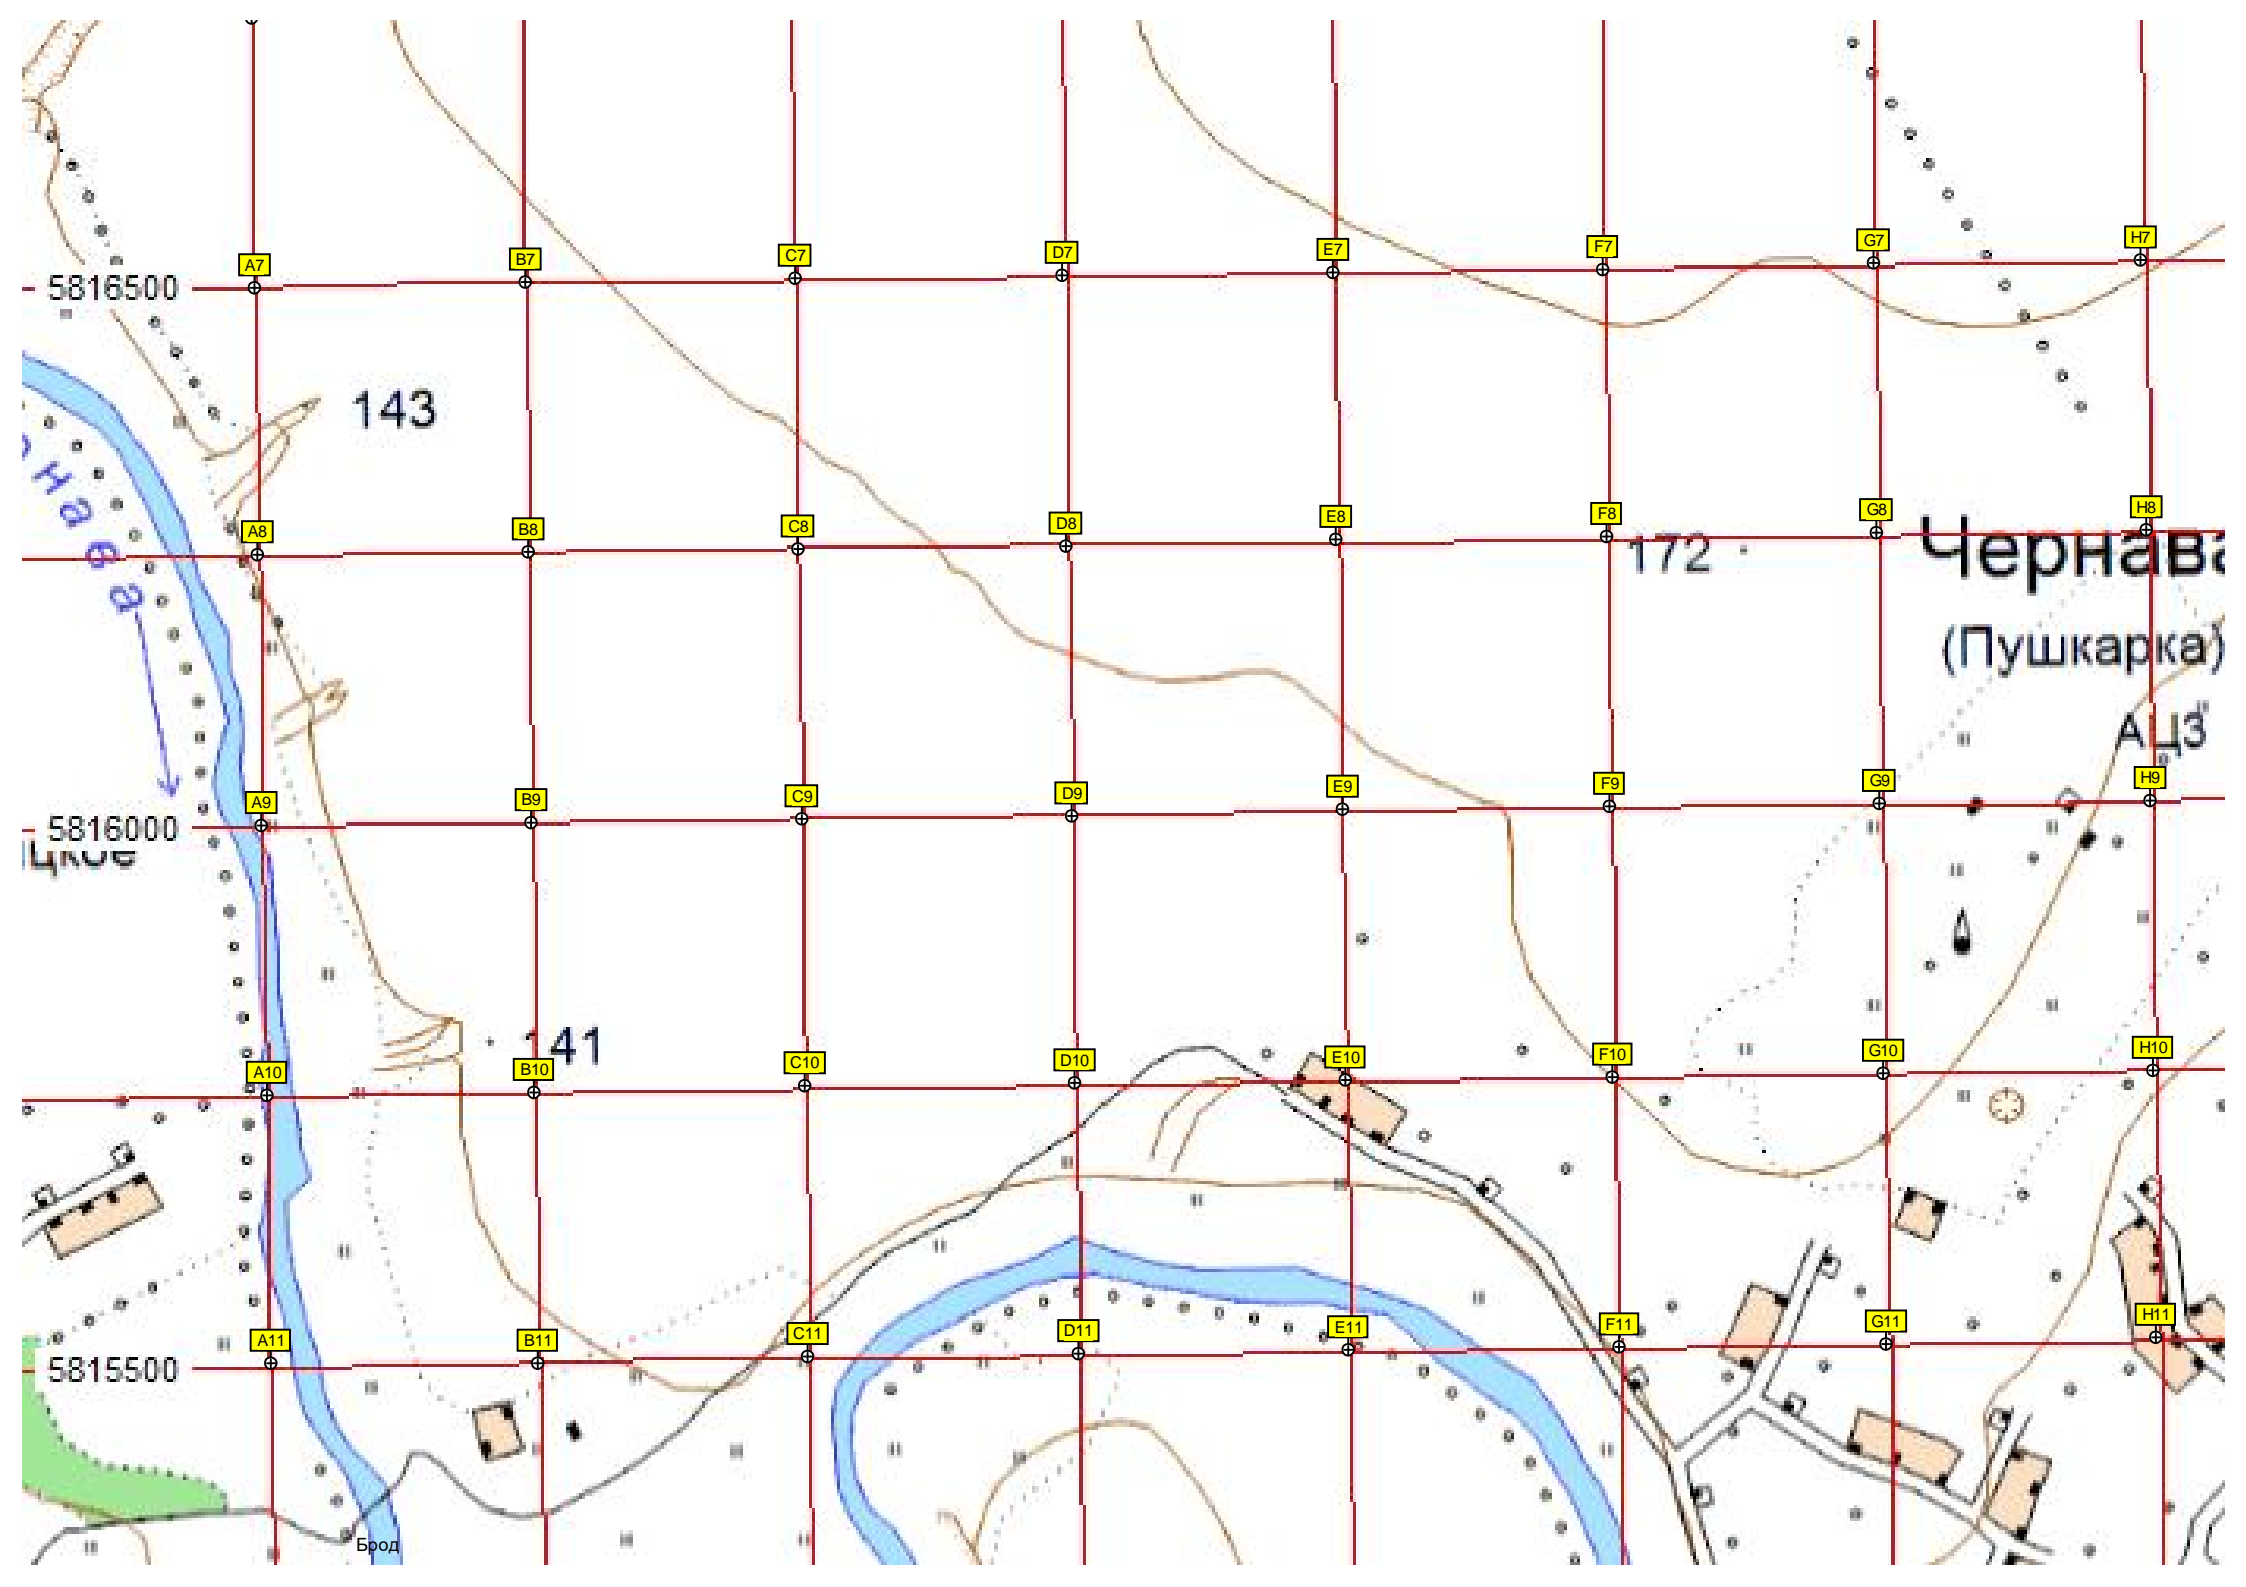 A7 B7 C7 D7 E7 F7 G7 H7
5816500
143
A8 B8 C8 D8 E8 F8 G8 H8
172
Чернава
(Пушкарка)
АЦЗ
нава
A9 B9 C9 D9 E9 F9 G9 H9
5816000
цкое
141
A10 B10 C10 D10 E10 F10 G10 H10
A11 B11 C11 D11 E11 F11 G11 H11
5815500
Брод